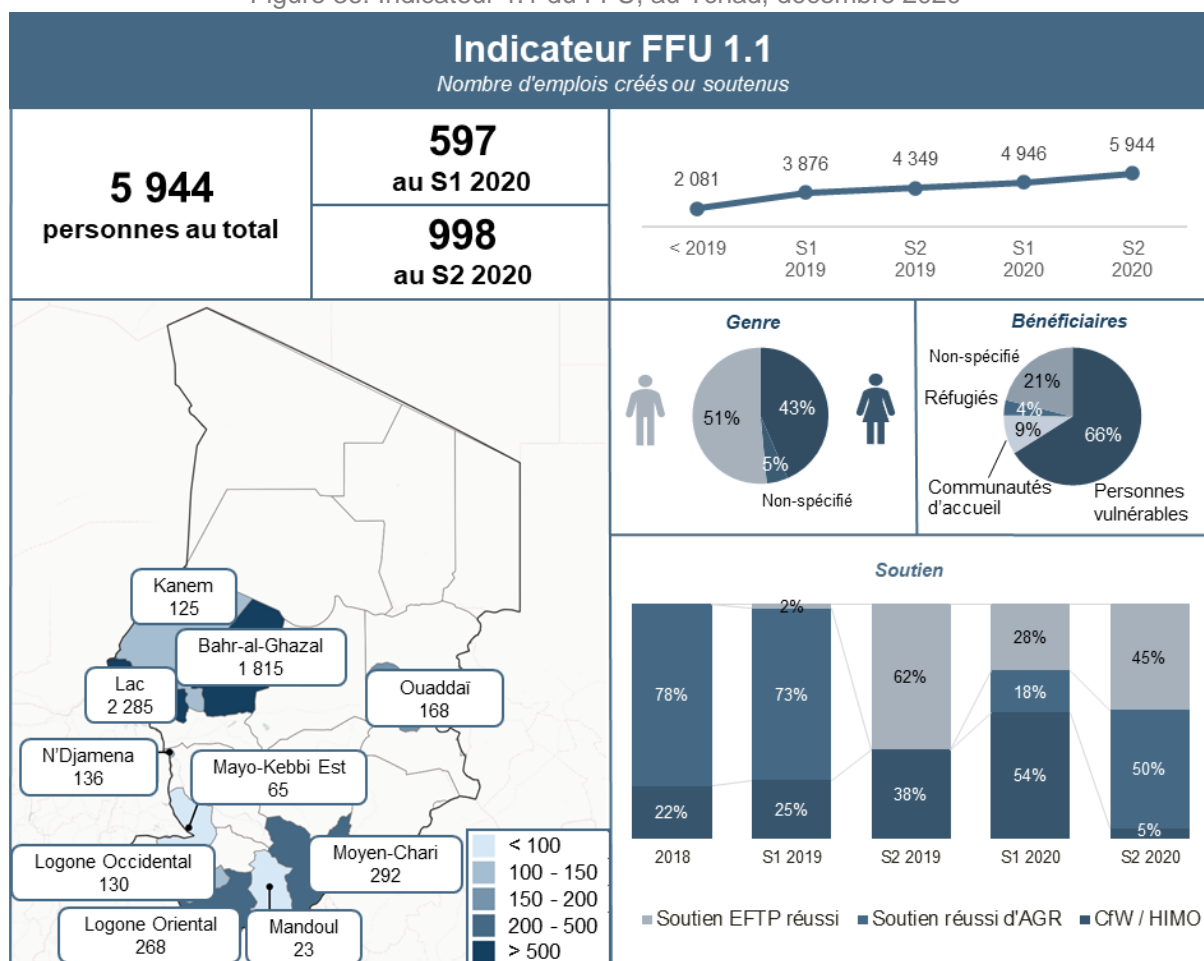 Indicateur FFU 1.1
Nombre d'emplois créés ou soutenus
5 944
personnes au total
597
au S1 2020
998
au S2 2020
2 081
3 876
4 349
4 946
5 944
< 2019
S1
2019
S2
2019
S1
2020
S2
2020
Kanem
125
Bahr-al-Ghazal
1 815
Lac
2 285
Ouaddaï
168
N'Djamena
136
Mayo-Kebbi Est
65
Logone Occidental
130
Moyen-Chari
292
Logone Oriental
268
Mandoul
23
< 100
100 - 150
150 - 200
200 - 500
> 500
Genre
51%
43%
5%
Non-spécifié
Bénéficiaires
Non-spécifié
21%
Réfugiés
4%
9%
66%
Communautés
d'accueil
Personnes
vulnérables
Soutien
2%
78%
73%
62%
28%
18%
45%
22%
25%
38%
54%
50%
5%
2018
S1 2019
S2 2019
S1 2020
S2 2020
Soutien EFTP réussi
Soutien réussi d'AGR
CfW / HIMO